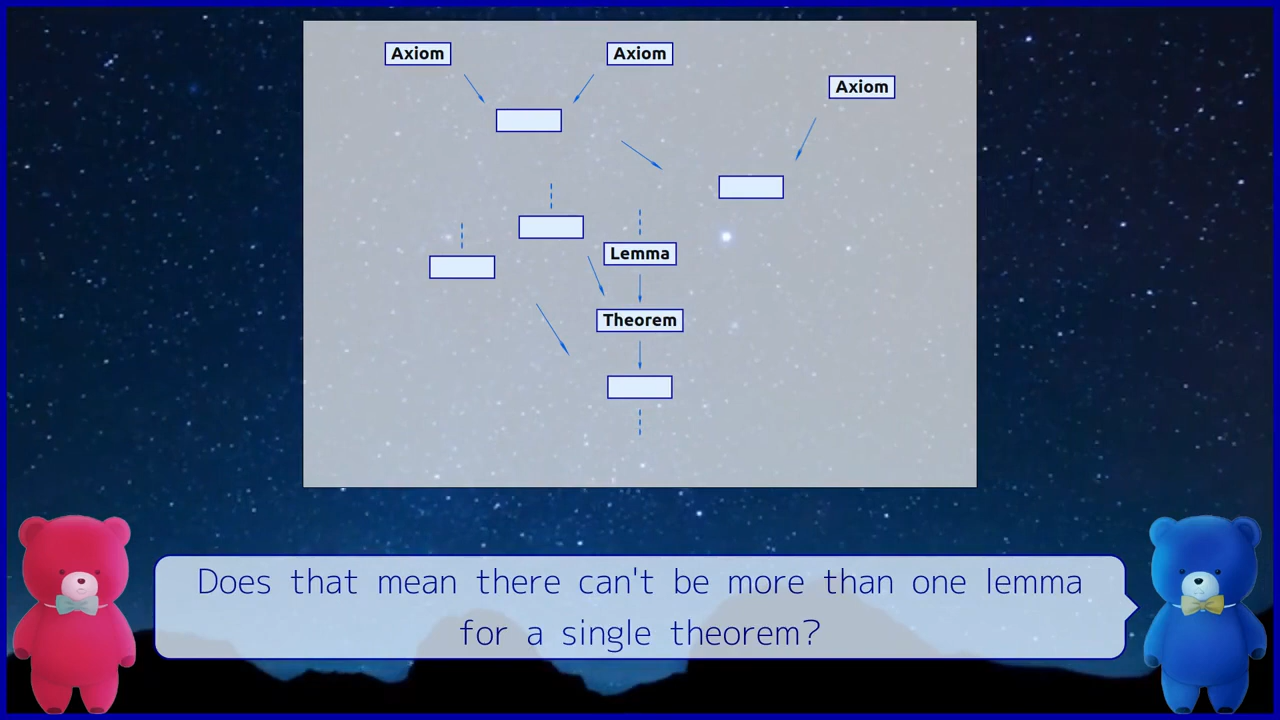 Axiom
Axiom
Axiom
Lemma
Theorem
Does that mean there can't be more than one lemma
for a single theorem?